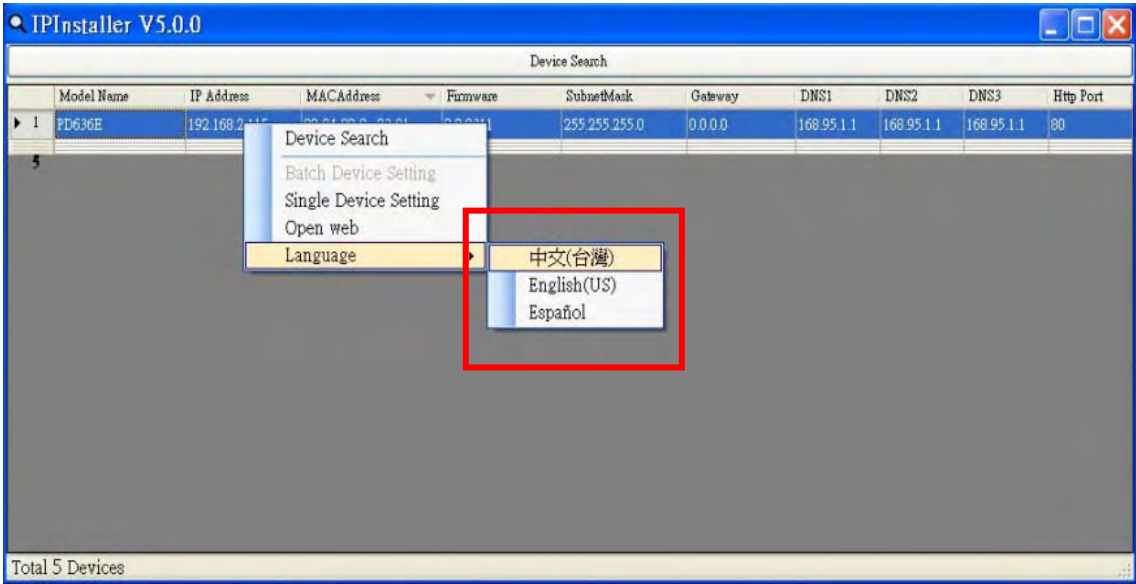 IPInstaller V5.0.0
Device Search
Model Name IP Address MACAddress Firmware SubnetMask Gateway DNS1 DNS2 DNS3 Http Port
1 PD636E 255.255.255.0 0.0.0.0 168.95.1.1 168.95.1.1 168.95.1.1 80
5
Device Search
Batch Device Setting
Single Device Setting
Open web
Language
中文(台灣)
English(US)
Español
Total 5 Devices